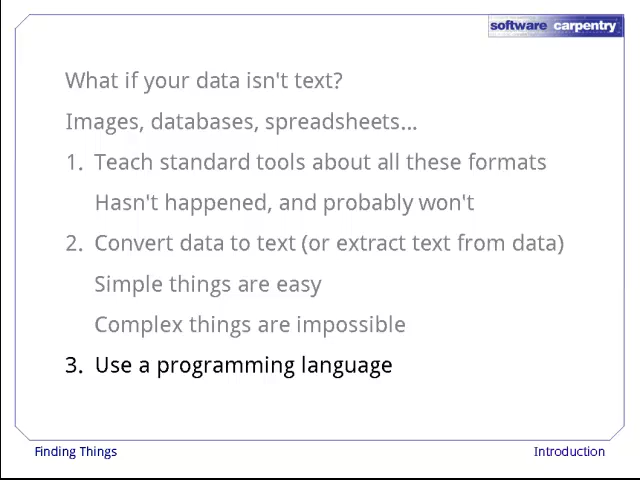 software carpentry
What if your data isn't text?
Images, databases, spreadsheets...
1. Teach standard tools about all these formats
Hasn't happened, and probably won't
2. Convert data to text (or extract text from data)
Simple things are easy
Complex things are impossible
3. Use a programming language
Finding Things
Introduction